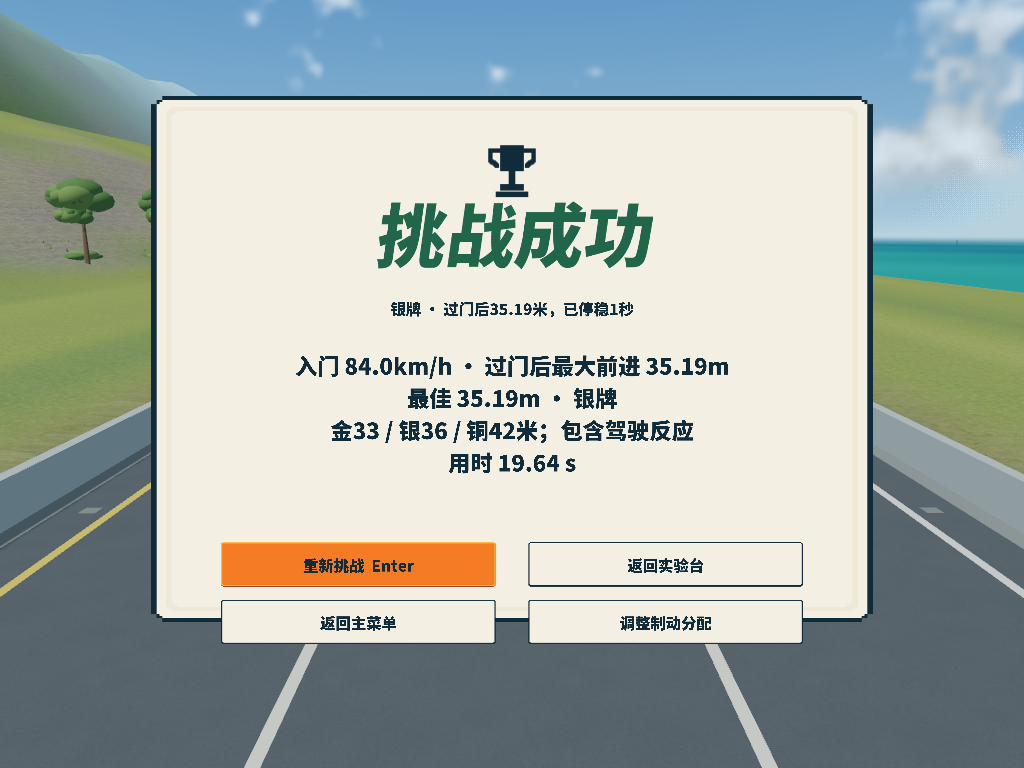 挑战成功
银牌 · 过门后35.19米，已停稳1秒
入门 84.0km/h · 过门后最大前进 35.19m
最佳 35.19m · 银牌
金33 / 银36 / 铜42米；包含驾驶反应
用时 19.64 s
重新挑战 Enter
返回实验台
返回主菜单
调整制动分配